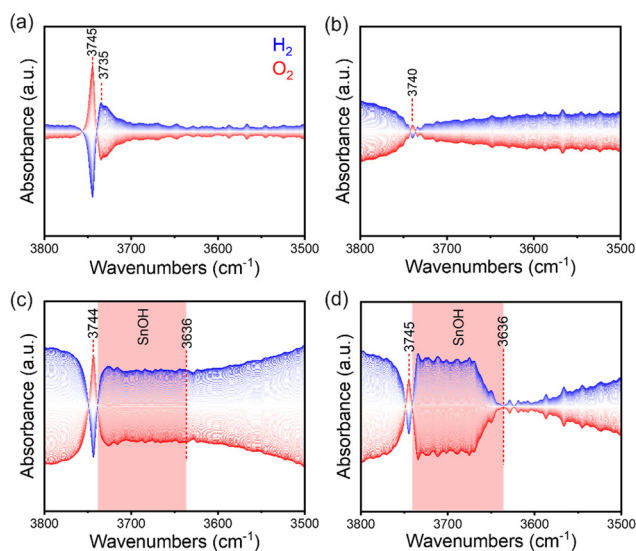 (a)
3745
3735
H₂
O₂
Absorbance (a.u.)
3800 3700 3600 3500
Wavenumbers (cm⁻¹)
(b)
3740
Absorbance (a.u.)
3800 3700 3600 3500
Wavenumbers (cm⁻¹)
(c)
3744
SnOH
3636
Absorbance (a.u.)
3800 3700 3600 3500
Wavenumbers (cm⁻¹)
(d)
3745
SnOH
3636
Absorbance (a.u.)
3800 3700 3600 3500
Wavenumbers (cm⁻¹)